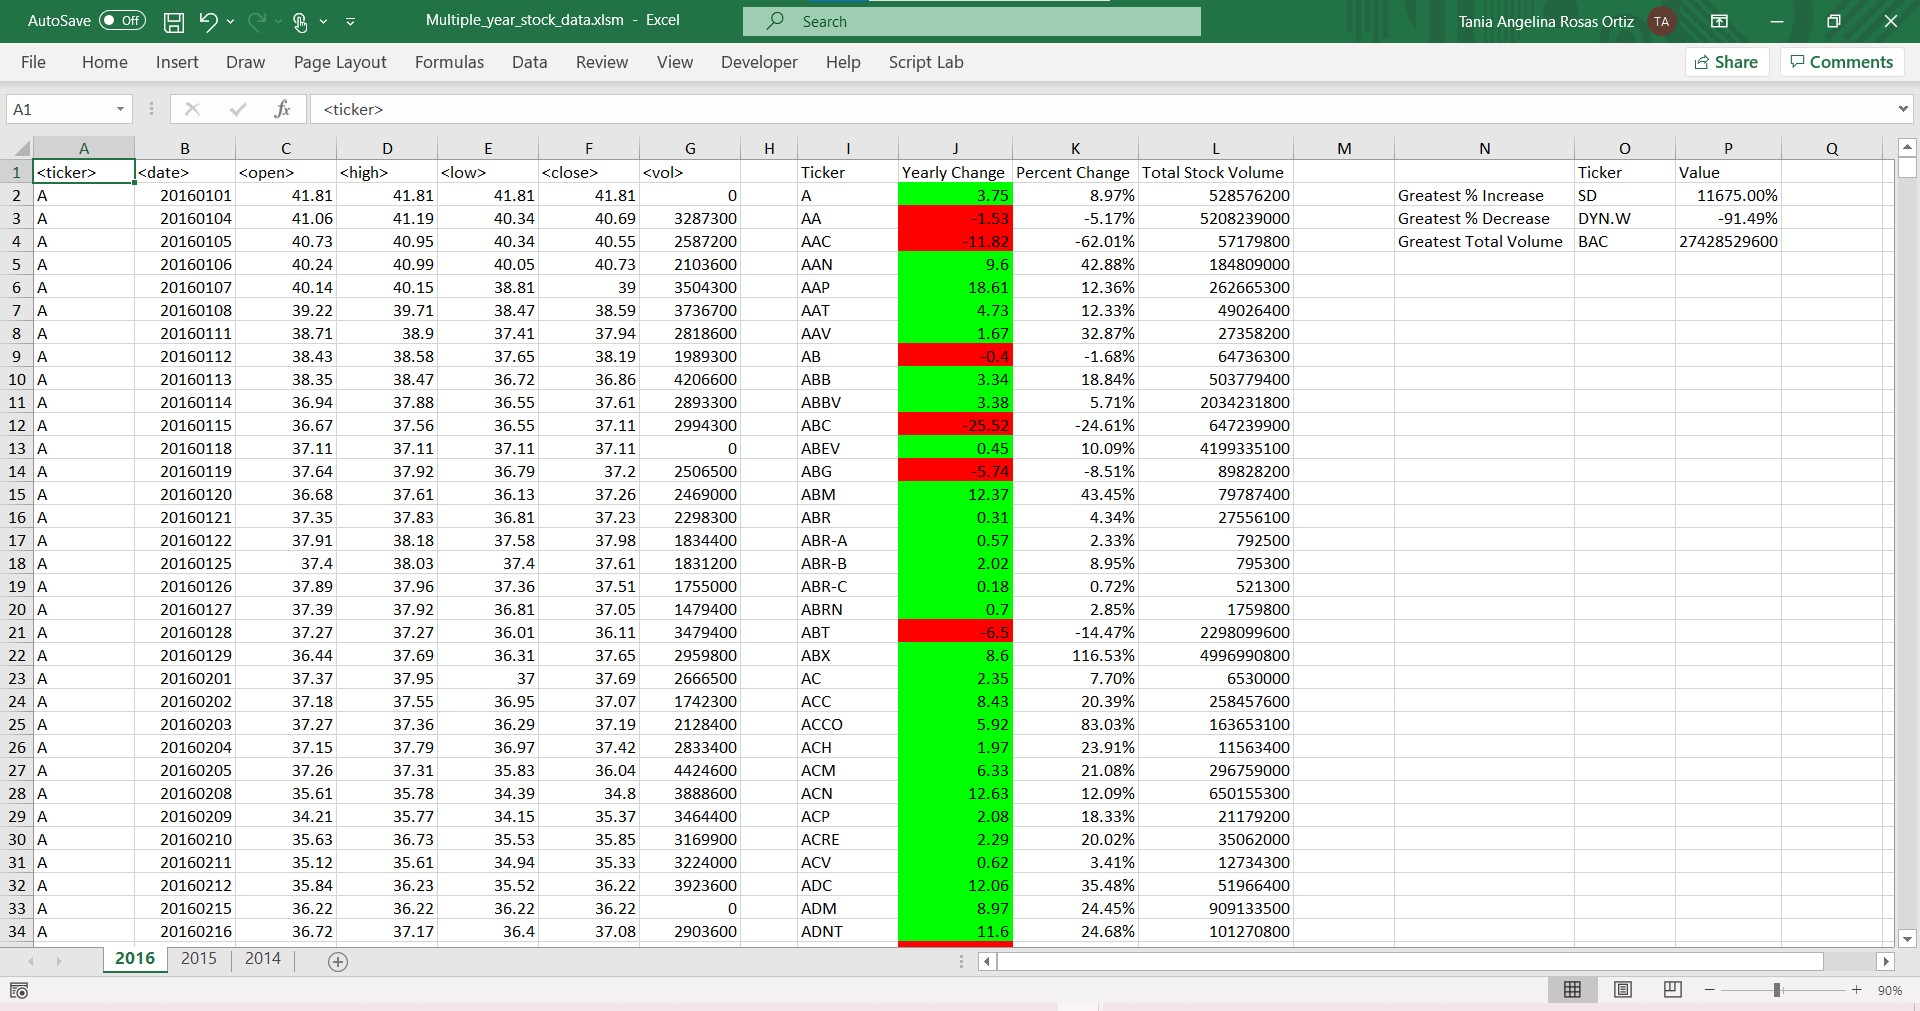 AutoSave Off Multiple_year_stock_data.xlsm - Excel Search Tania Angelina Rosas Ortiz TA
File Home Insert Draw Page Layout Formulas Data Review View Developer Help Script Lab Share Comments
A1 fx <ticker>
A B C D E F G H I J K L M N O P Q
1 <ticker> <date> <open> <high> <low> <close> <vol> Ticker Yearly Change Percent Change Total Stock Volume Ticker Value
2 A 20160101 41.81 41.81 41.81 41.81 0 A 3.75 8.97% 528576200 Greatest % Increase SD 11675.00%
3 A 20160104 41.06 41.19 40.34 40.69 3287300 AA -1.53 -5.17% 5208239000 Greatest % Decrease DYN.W -91.49%
4 A 20160105 40.73 40.95 40.34 40.55 2587200 AAC -11.82 -62.01% 57179800 Greatest Total Volume BAC 27428529600
5 A 20160106 40.24 40.99 40.05 40.73 2103600 AAN 9.6 42.88% 184809000
6 A 20160107 40.14 40.15 38.81 39 3504300 AAP 18.61 12.36% 262665300
7 A 20160108 39.22 39.71 38.47 38.59 3736700 AAT 4.73 12.33% 49026400
8 A 20160111 38.71 38.9 37.41 37.94 2818600 AAV 1.67 32.87% 27358200
9 A 20160112 38.43 38.58 37.65 38.19 1989300 AB -0.4 -1.68% 64736300
10 A 20160113 38.35 38.47 36.72 36.86 4206600 ABB 3.34 18.84% 503779400
11 A 20160114 36.94 37.88 36.55 37.61 2893300 ABBV 3.38 5.71% 2034231800
12 A 20160115 36.67 37.56 36.55 37.11 2994300 ABC -25.52 -24.61% 647239900
13 A 20160118 37.11 37.11 37.11 37.11 0 ABEV 0.45 10.09% 4199335100
14 A 20160119 37.64 37.92 36.79 37.2 2506500 ABG -5.74 -8.51% 89828200
15 A 20160120 36.68 37.61 36.13 37.26 2469000 ABM 12.37 43.45% 79787400
16 A 20160121 37.35 37.83 36.81 37.23 2298300 ABR 0.31 4.34% 27556100
17 A 20160122 37.91 38.18 37.58 37.98 1834400 ABR-A 0.57 2.33% 792500
18 A 20160125 37.4 38.03 37.4 37.61 1831200 ABR-B 2.02 8.95% 795300
19 A 20160126 37.89 37.96 37.36 37.51 1755000 ABR-C 0.18 0.72% 521300
20 A 20160127 37.39 37.92 36.81 37.05 1479400 ABRN 0.7 2.85% 1759800
21 A 20160128 37.27 37.27 36.01 36.11 3479400 ABT -6.5 -14.47% 2298099600
22 A 20160129 36.44 37.69 36.31 37.65 2959800 ABX 8.6 116.53% 4996990800
23 A 20160201 37.37 37.95 37 37.69 2666500 AC 2.35 7.70% 6530000
24 A 20160202 37.18 37.55 36.95 37.07 1742300 ACC 8.43 20.39% 258457600
25 A 20160203 37.27 37.36 36.29 37.19 2128400 ACCO 5.92 83.03% 163653100
26 A 20160204 37.15 37.79 36.97 37.42 2833400 ACH 1.97 23.91% 11563400
27 A 20160205 37.26 37.31 35.83 36.04 4424600 ACM 6.33 21.08% 296759000
28 A 20160208 35.61 35.78 34.39 34.8 3888600 ACN 12.63 12.09% 650155300
29 A 20160209 34.21 35.77 34.15 35.37 3464400 ACP 2.08 18.33% 21179200
30 A 20160210 35.63 36.73 35.53 35.85 3169900 ACRE 2.29 20.02% 35062000
31 A 20160211 35.12 35.61 34.94 35.33 3224000 ACV 0.62 3.41% 12734300
32 A 20160212 35.84 36.23 35.52 36.22 3923600 ADC 12.06 35.48% 51966400
33 A 20160215 36.22 36.22 36.22 36.22 0 ADM 8.97 24.45% 909133500
34 A 20160216 36.72 37.17 36.4 37.08 2903600 ADNT 11.6 24.68% 101270800
2016 2015 2014
90%